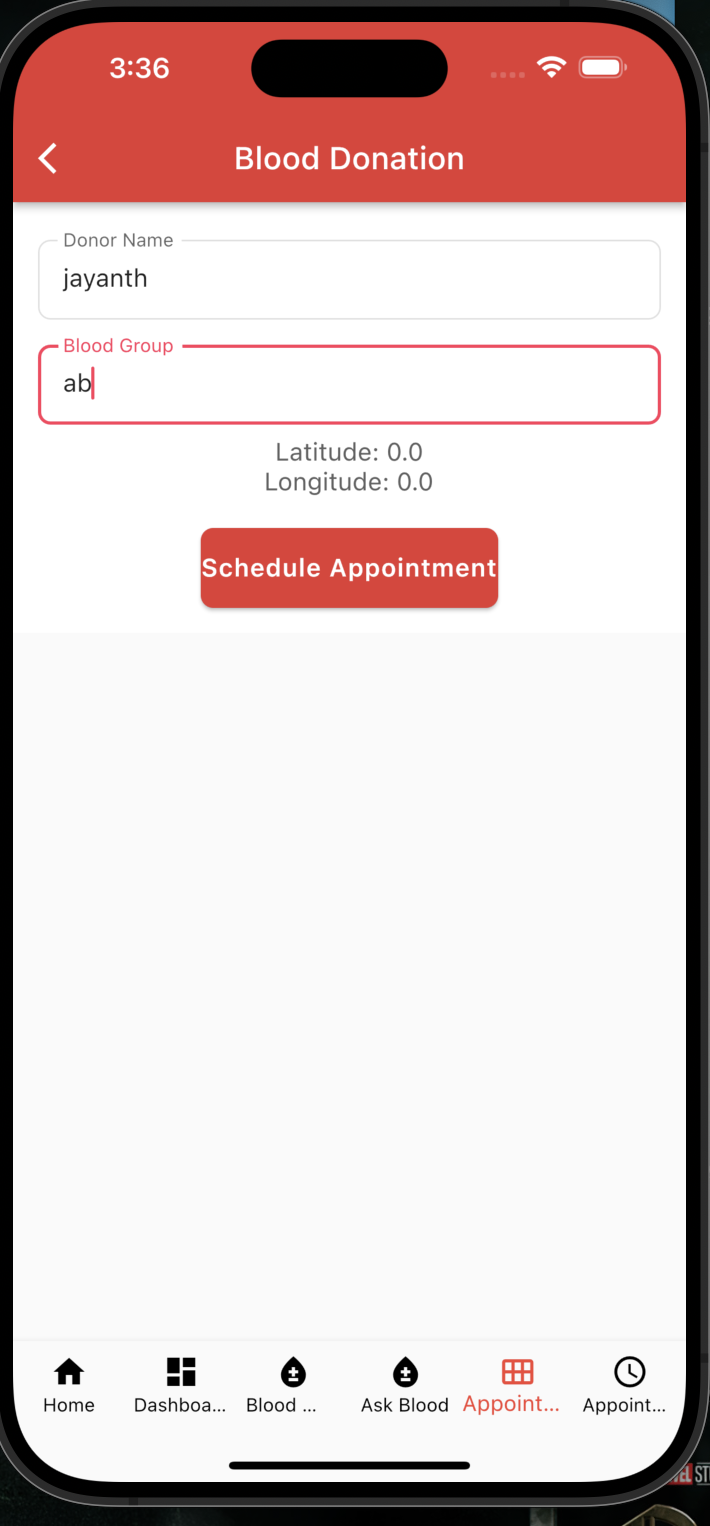 3:36
Blood Donation
Donor Name
jayanth
Blood Group
ab
Latitude: 0.0
Longitude: 0.0
Schedule Appointment
Home
Dashboa...
Blood ...
Ask Blood
Appoint...
Appoint...